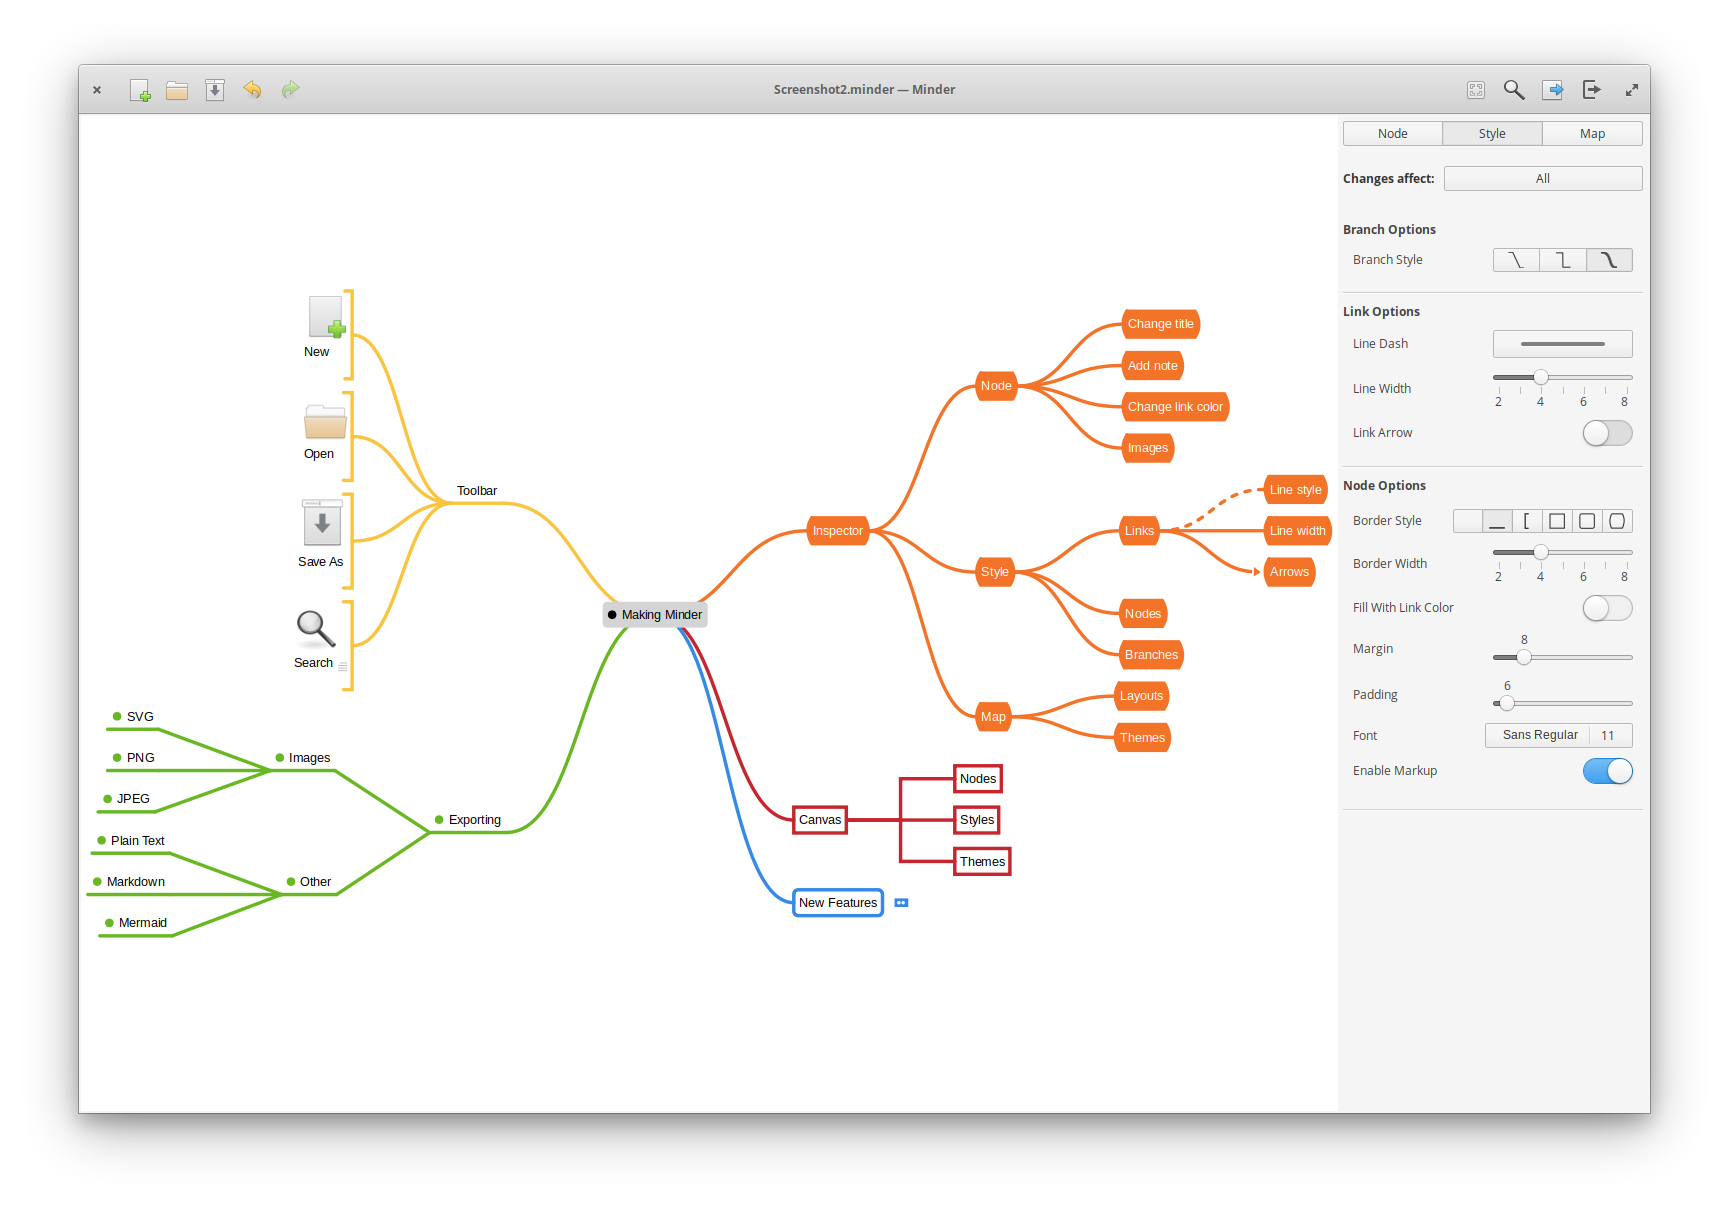 Screenshot2.minder — Minder
Node
Style
Map
Changes affect:
All
Branch Options
Branch Style
Link Options
Line Dash
Line Width
2 4 6 8
Link Arrow
Node Options
Border Style
Border Width
2 4 6 8
Fill With Link Color
8
Margin
6
Padding
Font
Sans Regular 11
Enable Markup
New
Open
Save As
Search
Toolbar
Making Minder
SVG
PNG
JPEG
Images
Plain Text
Markdown
Mermaid
Other
Exporting
Inspector
Node
Change title
Add note
Change link color
Images
Style
Links
Line style
Line width
Arrows
Nodes
Branches
Map
Layouts
Themes
Canvas
Nodes
Styles
Themes
New Features